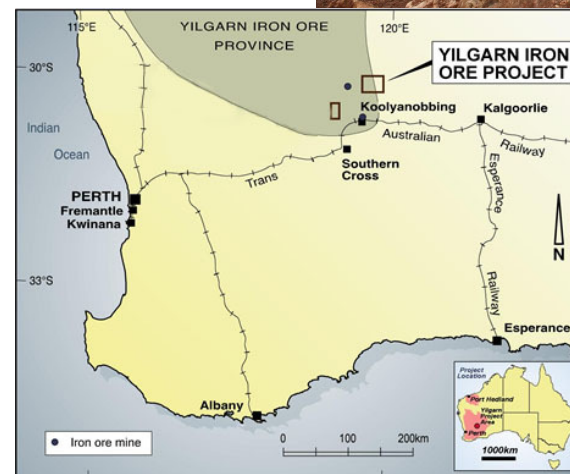 115°E
120°E
YILGARN IRON ORE
PROVINCE
YILGARN IRON
ORE PROJECT
30°S
Koolyanobbing
Kalgoorlie
Indian
Ocean
Australian
Railway
Southern
Cross
Trans
Esperance
Railway
PERTH
Fremantle
Kwinana
N
33°S
Esperance
Albany
Project
Location
Port Hedland
Yilgarn
Project
Area
Perth
1000km
Iron ore mine
0 100 200km